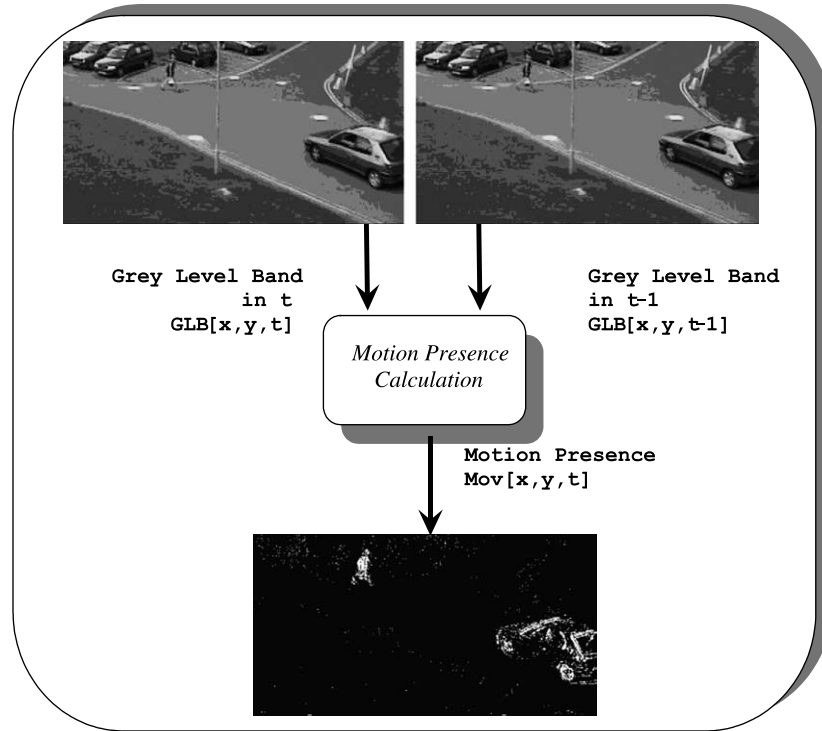 Grey Level Band
in t
GLB[x,y,t]
Grey Level Band
in t-1
GLB[x,y,t-1]
Motion Presence
Calculation
Motion Presence
Mov[x,y,t]